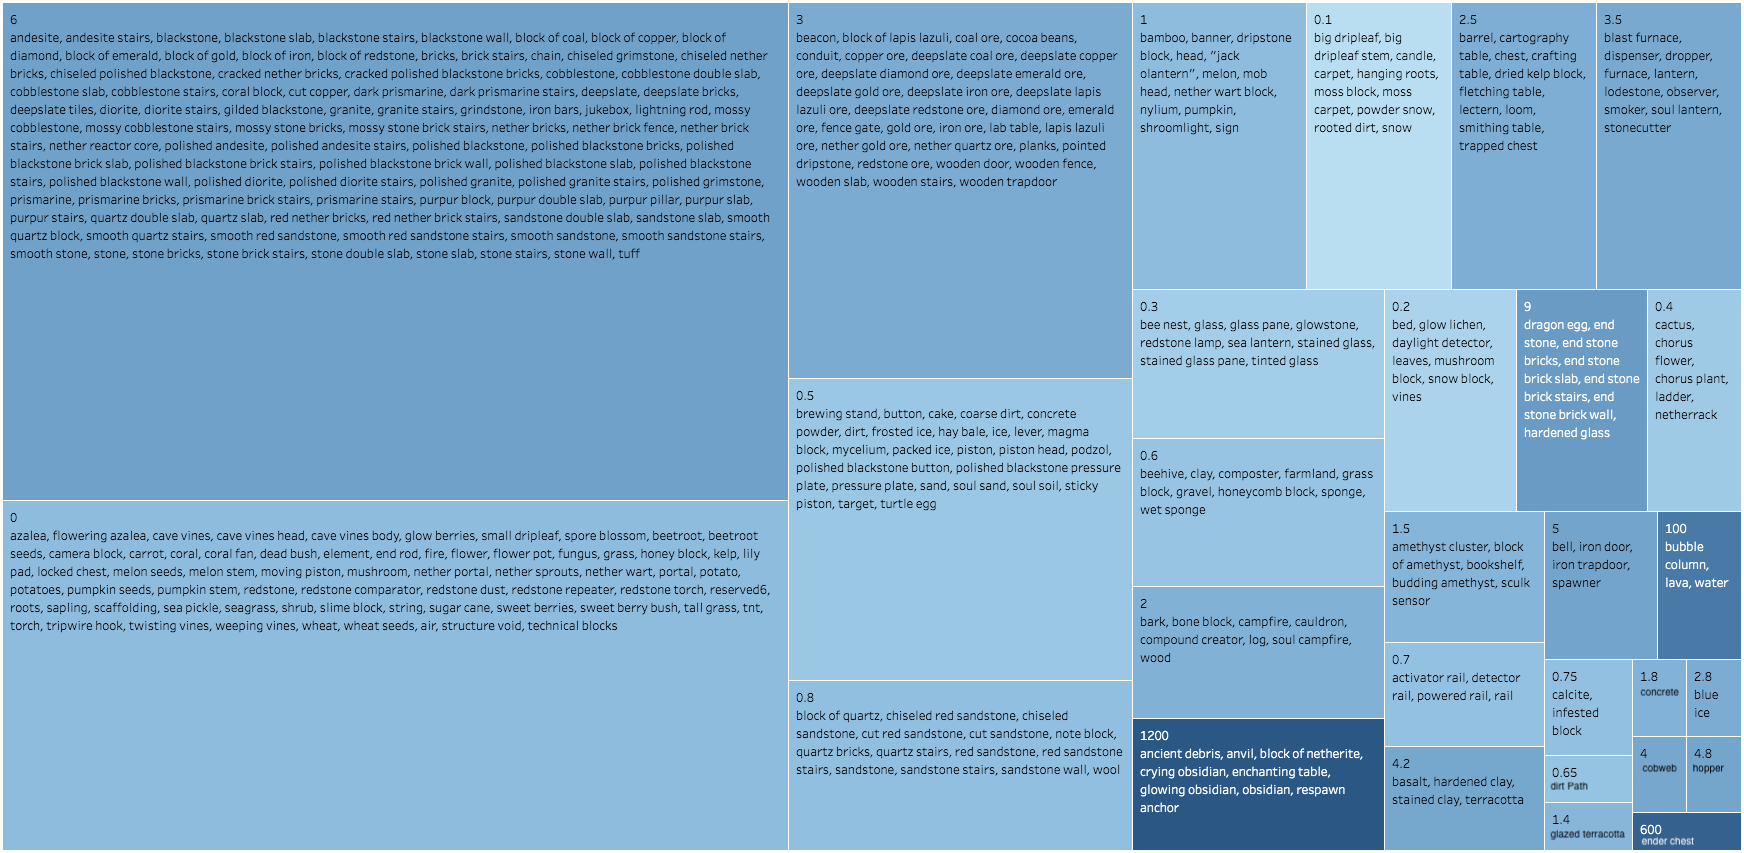 6
andesite, andesite stairs, blackstone, blackstone slab, blackstone stairs, blackstone wall, block of coal, block of copper, block of
diamond, block of emerald, block of gold, block of iron, block of redstone, bricks, brick stairs, chain, chiseled grimstone, chiseled nether
bricks, chiseled polished blackstone, cracked nether bricks, cracked polished blackstone bricks, cobblestone, cobblestone double slab,
cobblestone slab, cobblestone stairs, coral block, cut copper, dark prismarine, dark prismarine stairs, deepslate, deepslate bricks,
deepslate tiles, diorite, diorite stairs, gilded blackstone, granite, granite stairs, grindstone, iron bars, jukebox, lightning rod, mossy
cobblestone, mossy cobblestone stairs, mossy stone bricks, mossy stone brick stairs, nether bricks, nether brick fence, nether brick
stairs, nether reactor core, polished andesite, polished andesite stairs, polished blackstone, polished blackstone bricks, polished
blackstone brick slab, polished blackstone brick stairs, polished blackstone brick wall, polished blackstone slab, polished blackstone
stairs, polished blackstone wall, polished diorite, polished diorite stairs, polished granite, polished granite stairs, polished grimstone,
prismarine, prismarine bricks, prismarine brick stairs, prismarine stairs, purpur block, purpur double slab, purpur pillar, purpur slab,
purpur stairs, quartz double slab, quartz slab, red nether bricks, red nether brick stairs, sandstone double slab, sandstone slab, smooth
quartz block, smooth quartz stairs, smooth red sandstone, smooth red sandstone stairs, smooth sandstone, smooth sandstone stairs,
smooth stone, stone, stone bricks, stone brick stairs, stone double slab, stone slab, stone stairs, stone wall, tuff
0
azalea, flowering azalea, cave vines, cave vines head, cave vines body, glow berries, small dripleaf, spore blossom, beetroot, beetroot
seeds, camera block, carrot, coral, coral fan, dead bush, element, end rod, fire, flower, flower pot, fungus, grass, honey block, kelp, lily
pad, locked chest, melon seeds, melon stem, moving piston, mushroom, nether portal, nether sprouts, nether wart, portal, potato,
potatoes, pumpkin seeds, pumpkin stem, redstone, redstone comparator, redstone dust, redstone repeater, redstone torch, reserved6,
roots, sapling, scaffolding, sea pickle, seagrass, shrub, slime block, string, sugar cane, sweet berries, sweet berry bush, tall grass, tnt,
torch, tripwire hook, twisting vines, weeping vines, wheat, wheat seeds, air, structure void, technical blocks
3
beacon, block of lapis lazuli, coal ore, cocoa beans,
conduit, copper ore, deepslate coal ore, deepslate copper
ore, deepslate diamond ore, deepslate emerald ore,
deepslate gold ore, deepslate iron ore, deepslate lapis
lazuli ore, deepslate redstone ore, diamond ore, emerald
ore, fence gate, gold ore, iron ore, lab table, lapis lazuli
ore, nether gold ore, nether quartz ore, planks, pointed
dripstone, redstone ore, wooden door, wooden fence,
wooden slab, wooden stairs, wooden trapdoor
0.5
brewing stand, button, cake, coarse dirt, concrete
powder, dirt, frosted ice, hay bale, ice, lever, magma
block, mycelium, packed ice, piston, piston head, podzol,
polished blackstone button, polished blackstone pressure
plate, pressure plate, sand, soul sand, soul soil, sticky
piston, target, turtle egg
0.8
block of quartz, chiseled red sandstone, chiseled
sandstone, cut red sandstone, cut sandstone, note block,
quartz bricks, quartz stairs, red sandstone, red sandstone
stairs, sandstone, sandstone stairs, sandstone wall, wool
1
bamboo, banner, dripstone
block, head, “jack
olantern”, melon, mob
head, nether wart block,
nylium, pumpkin,
shroomlight, sign
0.1
big dripleaf, big
dripleaf stem, candle,
carpet, hanging roots,
moss block, moss
carpet, powder snow,
rooted dirt, snow
2.5
barrel, cartography
table, chest, crafting
table, dried kelp block,
fletching table,
lectern, loom,
smithing table,
trapped chest
3.5
blast furnace,
dispenser, dropper,
furnace, lantern,
lodestone, observer,
smoker, soul lantern,
stonecutter
0.3
bee nest, glass, glass pane, glowstone,
redstone lamp, sea lantern, stained glass,
stained glass pane, tinted glass
0.2
bed, glow lichen,
daylight detector,
leaves, mushroom
block, snow block,
vines
9
dragon egg, end
stone, end stone
bricks, end stone
brick slab, end stone
brick stairs, end
stone brick wall,
hardened glass
0.4
cactus,
chorus
flower,
chorus plant,
ladder,
netherrack
0.6
beehive, clay, composter, farmland, grass
block, gravel, honeycomb block, sponge,
wet sponge
2
bark, bone block, campfire, cauldron,
compound creator, log, soul campfire,
wood
1200
ancient debris, anvil, block of netherite,
crying obsidian, enchanting table,
glowing obsidian, obsidian, respawn
anchor
1.5
amethyst cluster, block
of amethyst, bookshelf,
budding amethyst, sculk
sensor
5
bell, iron door,
iron trapdoor,
spawner
100
bubble
column,
lava, water
0.7
activator rail, detector
rail, powered rail, rail
4.2
basalt, hardened clay,
stained clay, terracotta
0.75
calcite,
infested
block
1.8
concrete
2.8
blue
ice
0.65
dirt Path
4
cobweb
4.8
hopper
1.4
glazed terracotta
600
ender chest